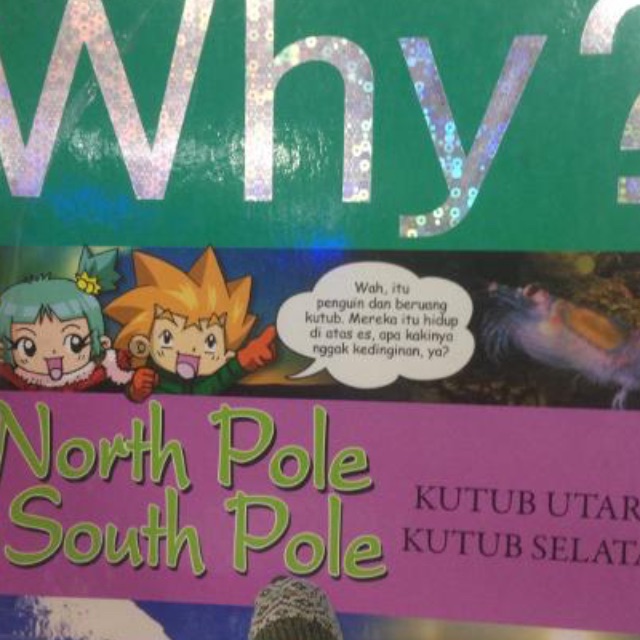 Why?
Wah, itu
penguin dan beruang
kutub. Mereka itu hidup
di atas es, apa kakinya
nggak kedinginan, ya?
North Pole
South Pole
KUTUB UTAR
KUTUB SELATA